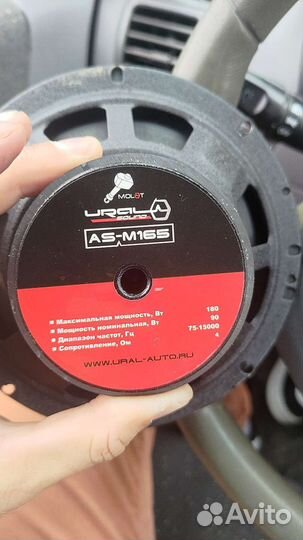 MOLOT
URAL
SOUND
AS-M165
Максимальная мощность, Вт 180
Мощность номинальная, Вт 90
Диапазон частот, Гц 75-15000
Сопротивление, Ом 4
WWW.URAL-AUTO.RU
Avito